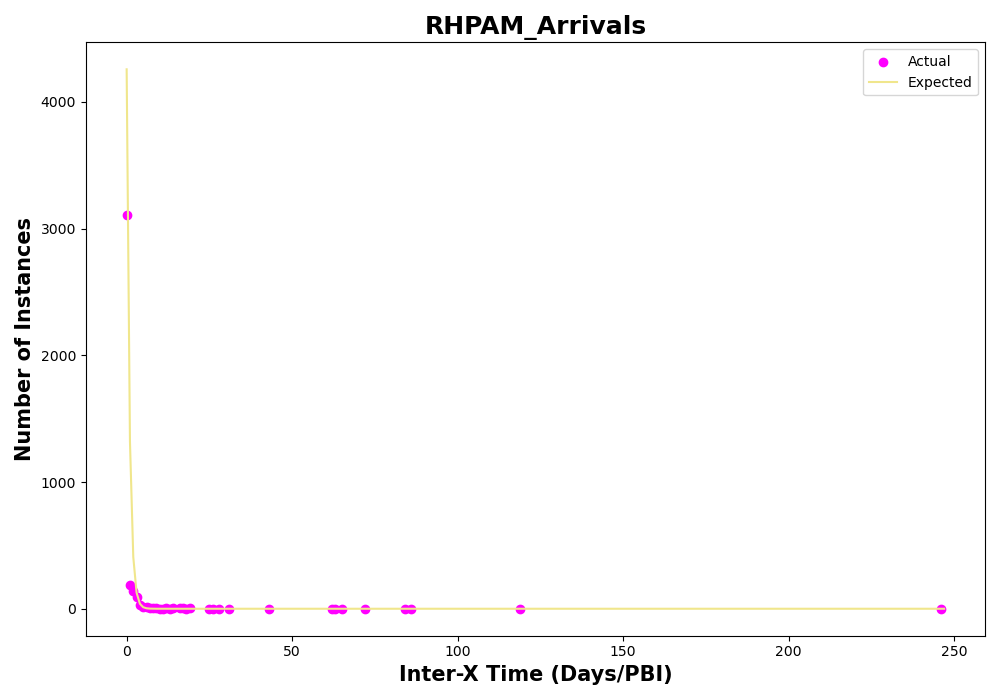 RHPAM_Arrivals
Actual
Expected
4000
3000
2000
1000
0
Number of Instances
0 50 100 150 200 250
Inter-X Time (Days/PBI)